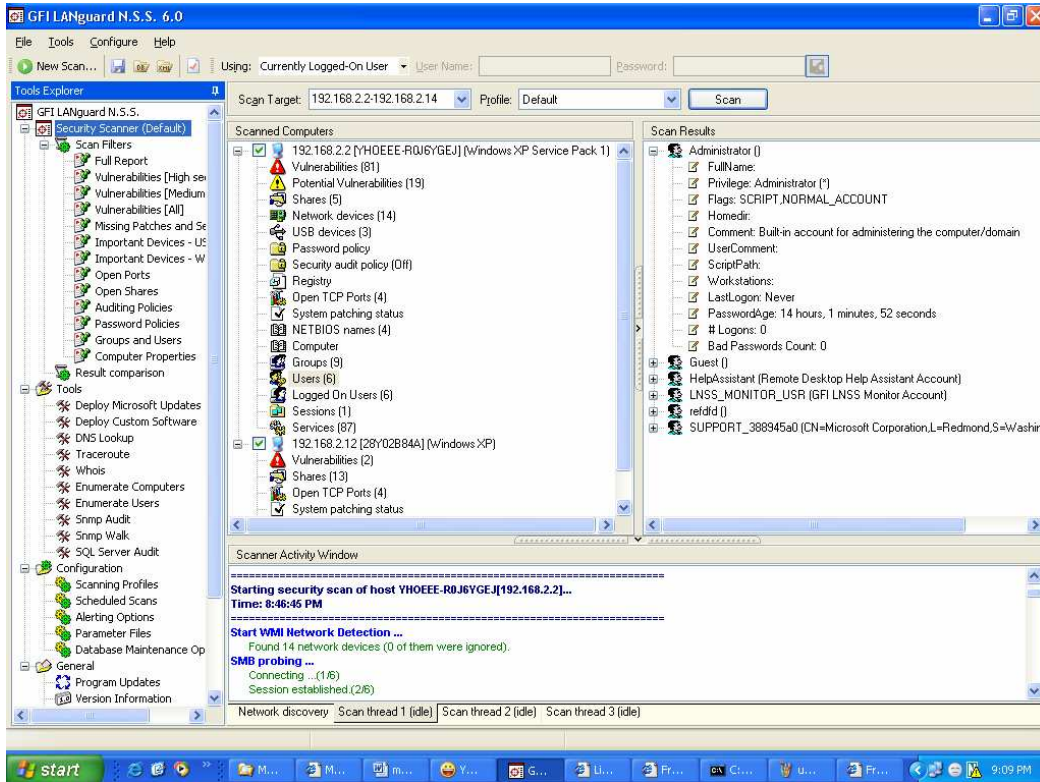 GFI LANguard N.S.S. 6.0
File Tools Configure Help
New Scan... Using: Currently Logged-On User User Name: Password:
Tools Explorer
GFI LANguard N.S.S.
Security Scanner (Default)
Scan Filters
Full Report
Vulnerabilities [High se
Vulnerabilities [Medium
Vulnerabilities [All]
Missing Patches and Se
Important Devices - US
Important Devices - W
Open Ports
Open Shares
Auditing Policies
Password Policies
Groups and Users
Computer Properties
Result comparison
Tools
Deploy Microsoft Updates
Deploy Custom Software
DNS Lookup
Traceroute
Whois
Enumerate Computers
Enumerate Users
Snmp Audit
Snmp Walk
SQL Server Audit
Configuration
Scanning Profiles
Scheduled Scans
Alerting Options
Parameter Files
Database Maintenance Op
General
Program Updates
Version Information
Scan Target: 192.168.2.2-192.168.2.14 Profile: Default Scan
Scanned Computers
192.168.2.2 [YHOEEE-R0J6YGEJ] (Windows XP Service Pack 1)
Vulnerabilities (81)
Potential Vulnerabilities (19)
Shares (5)
Network devices (14)
USB devices (3)
Password policy
Security audit policy (Off)
Registry
Open TCP Ports (4)
System patching status
NETBIOS names (4)
Computer
Groups (9)
Users (6)
Logged On Users (6)
Sessions (1)
Services (87)
192.168.2.12 [28Y02B84A] (Windows XP)
Vulnerabilities (2)
Shares (13)
Open TCP Ports (4)
System patching status
Scan Results
Administrator ()
FullName:
Privilege: Administrator (*)
Flags: SCRIPT,NORMAL_ACCOUNT
Homedir:
Comment: Built-in account for administering the computer/domain
UserComment:
ScriptPath:
Workstations:
LastLogon: Never
PasswordAge: 14 hours, 1 minutes, 52 seconds
# Logons: 0
Bad Passwords Count: 0
Guest ()
HelpAssistant (Remote Desktop Help Assistant Account)
LNSS_MONITOR_USR (GFI LNSS Monitor Account)
refdfd ()
SUPPORT_388945a0 (CN=Microsoft Corporation,L=Redmond,S=Washin
Scanner Activity Window
Starting security scan of host YHOEEE-R0J6YGEJ[192.168.2.2]...
Time: 8:46:45 PM
Start WMI Network Detection ...
Found 14 network devices (0 of them were ignored).
SMB probing ...
Connecting ...(1/6)
Session established.(2/6)
Network discovery Scan thread 1 (idle) Scan thread 2 (idle) Scan thread 3 (idle)
start M... M... m... Y... G... Li... Fr... C:... u... Fr... 9:09 PM